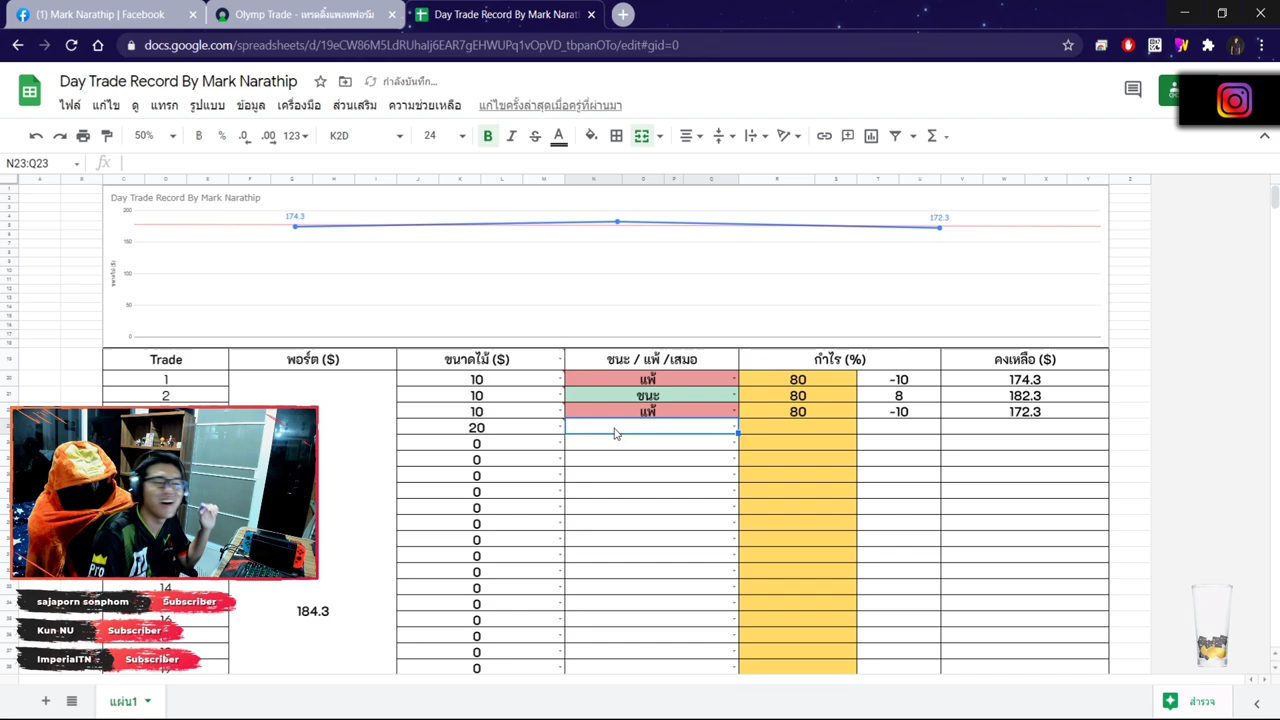 (1) Mark Narathip | Facebook
Olymp Trade - เทรดดิ้งแพลทฟอร์ม
Day Trade Record By Mark Narat
docs.google.com/spreadsheets/d/19eCW86M5LdRUhaIj6EAR7gEHWUPq1vOpVD_tbpanOTo/edit#gid=0
Day Trade Record By Mark Narathip
กำลังบันทึก...
ไฟล์ แก้ไข ดู แทรก รูปแบบ ข้อมูล เครื่องมือ ส่วนเสริม ความช่วยเหลือ แก้ไขครั้งล่าสุดเมื่อครู่ที่ผ่านมา
50% ฿ % .0 .00 123 K2D 24 B I S A Σ
N23:Q23 fx
Day Trade Record By Mark Narathip
200
174.3
172.3
150
100
50
0
Trade พอร์ต ($) ขนาดไม้ ($) ชนะ / แพ้ /เสมอ กำไร (%) คงเหลือ ($)
1 10 แพ้ 80 -10 174.3
2 10 ชนะ 80 8 182.3
10 แพ้ 80 -10 172.3
20
0
0
0
0
0
0
0
0
0
14
0
184.3
0
16
0
0
0
Pro
sajaporn sonphom Subscriber
Kun NU Subscriber
ImperialTN Subscriber
แผ่น1
สำรวจ